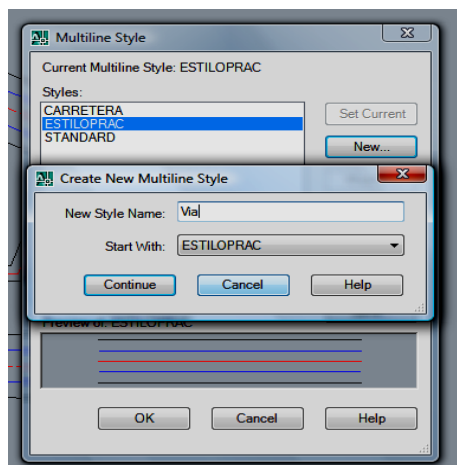 Multiline Style
Current Multiline Style: ESTILOPRAC
Styles:
CARRETERA
ESTILOPRAC
STANDARD
Set Current
New...
Create New Multiline Style
New Style Name: Via
Start With: ESTILOPRAC
Continue Cancel Help
Preview of: ESTILOPRAC
OK Cancel Help